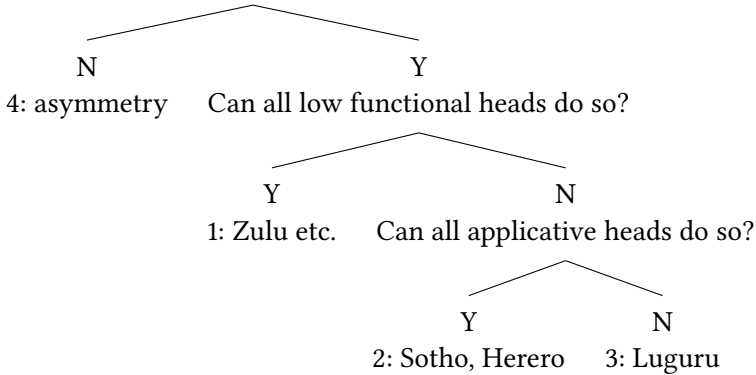 N Y
4: asymmetry Can all low functional heads do so?
Y N
1: Zulu etc. Can all applicative heads do so?
Y N
2: Sotho, Herero 3: Luguru